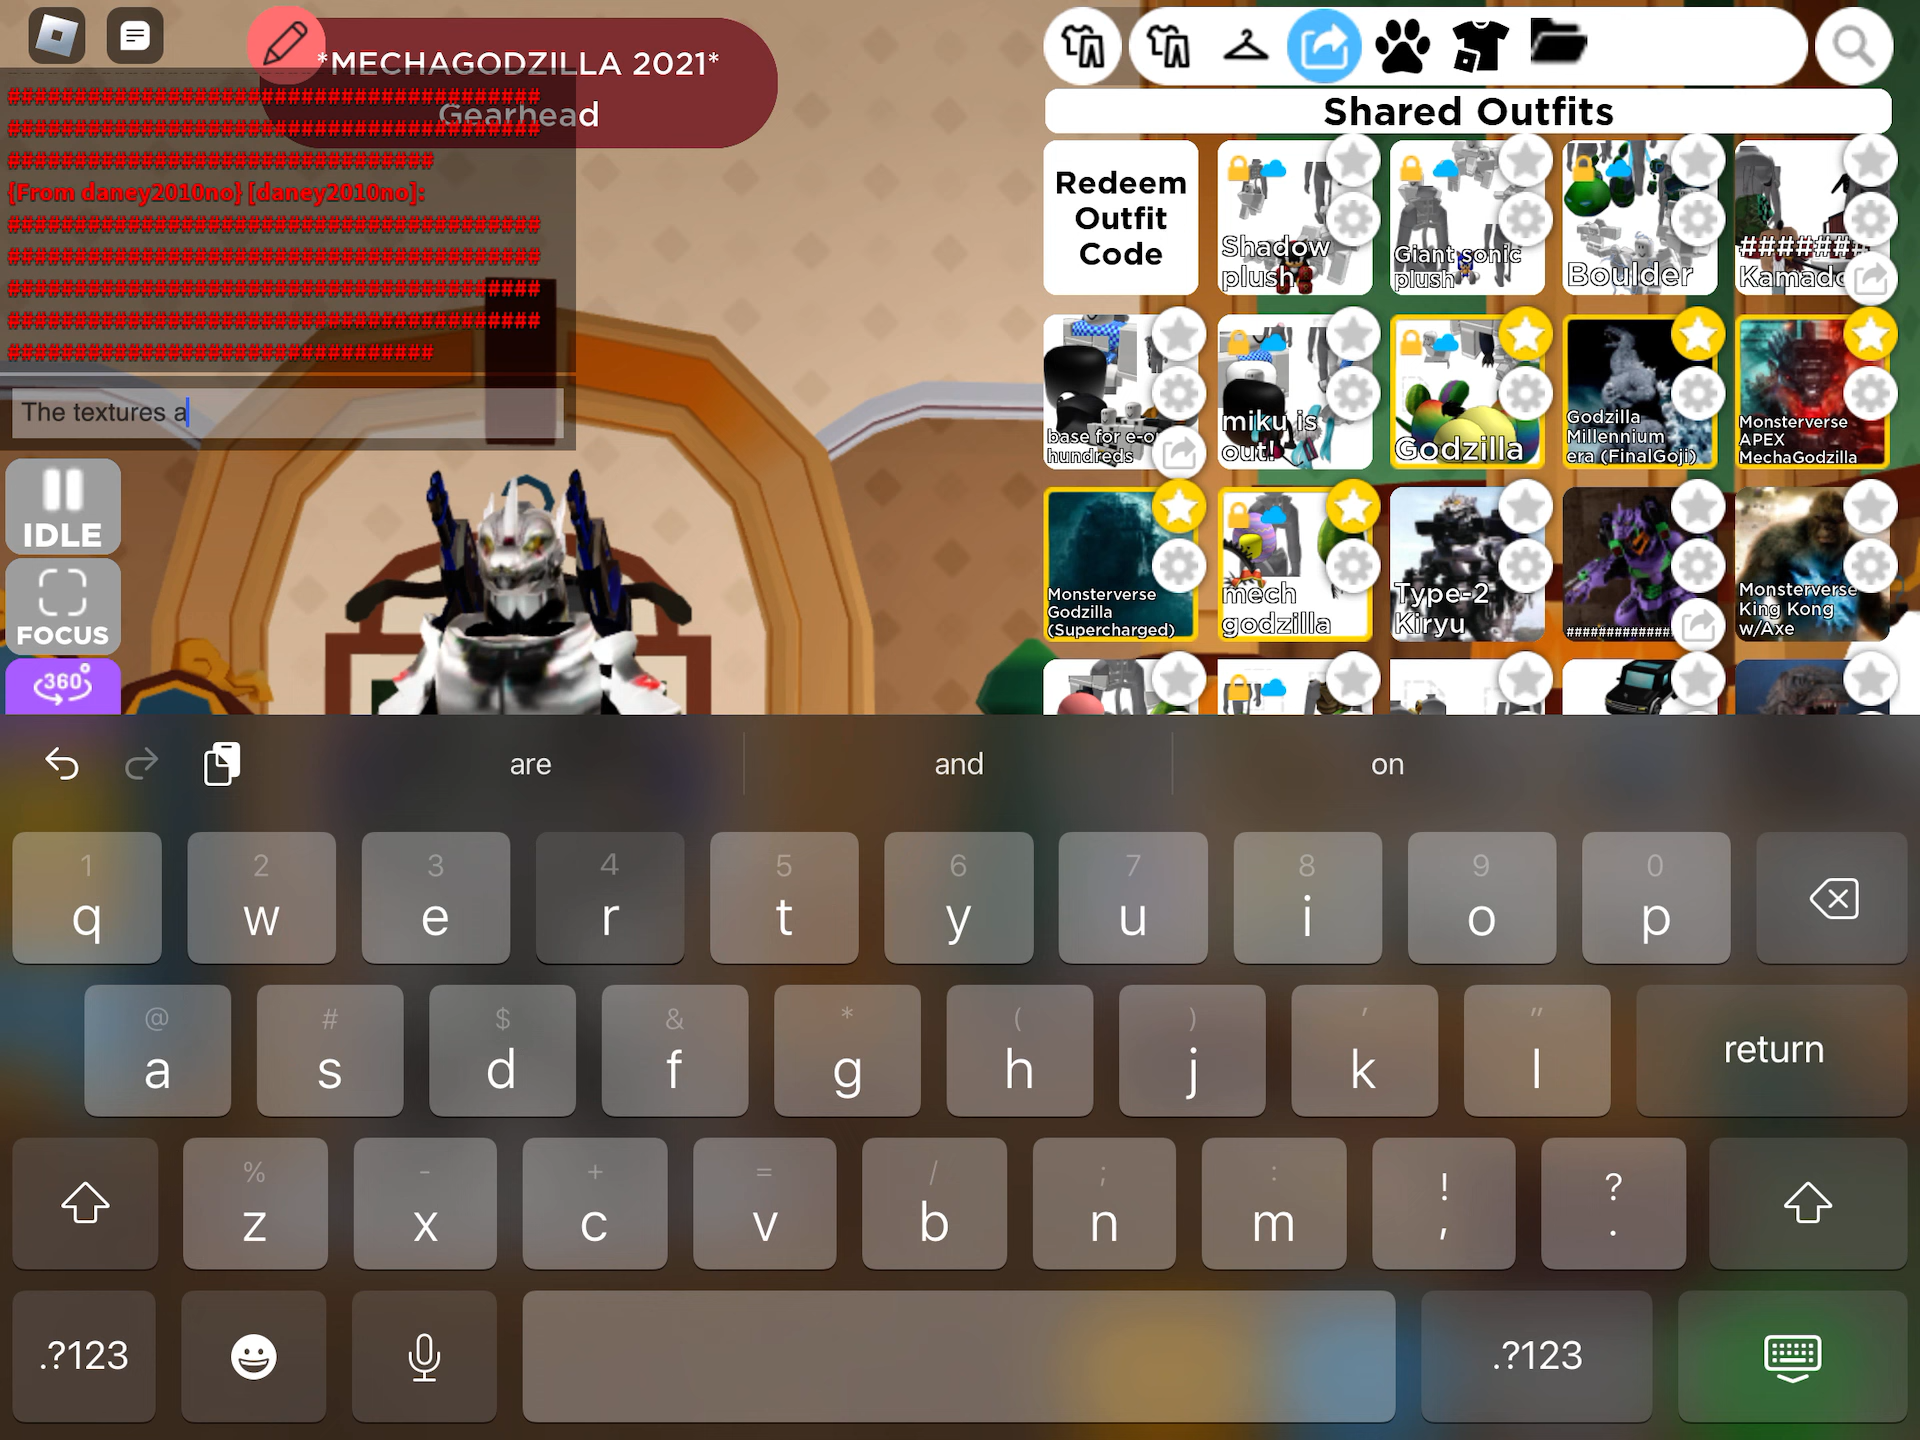 *MECHAGODZILLA 2021*
Gearhead
########################################
########################################
################################
{From daney2010no} [daney2010no]:
########################################
########################################
########################################
########################################
################################
The textures a
IDLE
FOCUS
360°
Shared Outfits
Redeem
Outfit
Code
Shadow
plush
Giant sonic
plush
Boulder
#######
Kamado
base for e-o
hundreds
miku is
out!
Godzilla
Godzilla
Millennium
era (FinalGoji)
Monsterverse
APEX
MechaGodzilla
Monsterverse
Godzilla
(Supercharged)
mech
godzilla
Type-2
Kiryu
#############
Monsterverse
King Kong
w/Axe
are and on
1 2 3 4 5 6 7 8 9 0
q w e r t y u i o p
@ # $ & * ( ) ' "
a s d f g h j k l return
% - + = / ; : ! ?
z x c v b n m , .
.?123 .?123